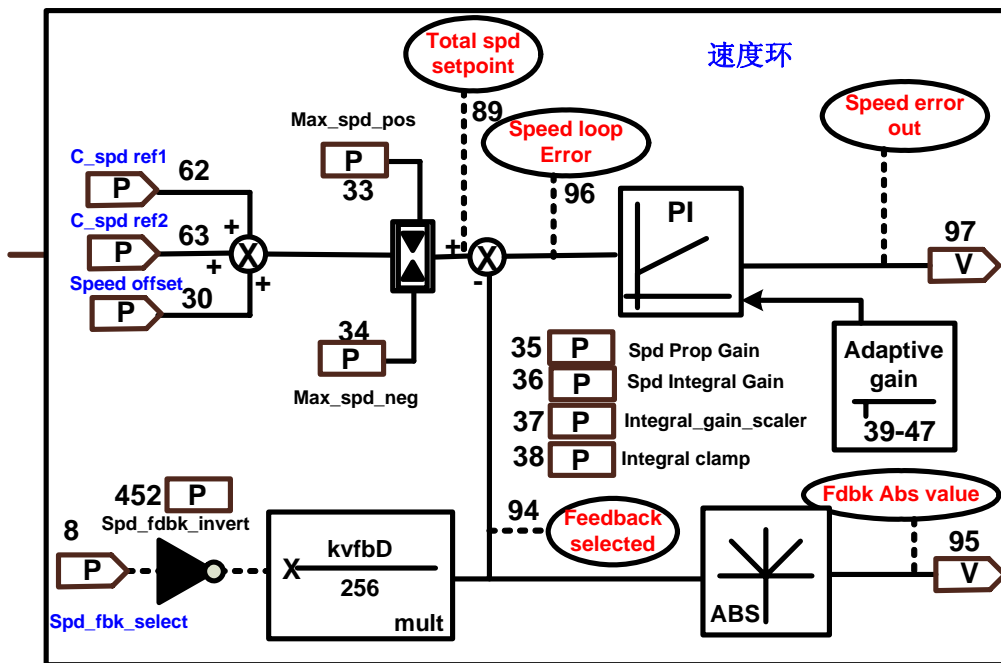 Total spd
setpoint
速度环
89
Max_spd_pos
P
33
Speed loop
Error
96
Speed error
out
C_spd ref1
62
P
C_spd ref2
63
P
Speed offset
30
P
+
+
+
X
+
X
-
PI
97
V
34
P
Max_spd_neg
35
P
Spd Prop Gain
36
P
Spd Integral Gain
37
P
Integral_gain_scaler
38
P
Integral clamp
Adaptive
gain
39-47
452
P
Spd_fdbk_invert
8
P
Spd_fbk_select
X
kvfbD
256
mult
94
Feedback
selected
ABS
Fdbk Abs value
95
V